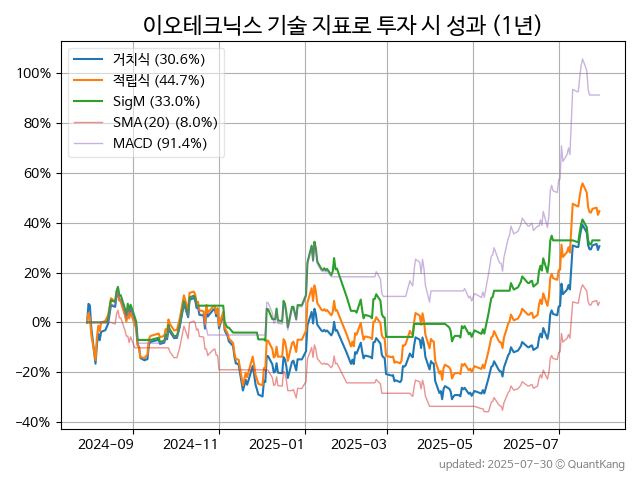 이오테크닉스 기술 지표로 투자 시 성과 (1년)
거치식 (30.6%)
적립식 (44.7%)
SigM (33.0%)
SMA(20) (8.0%)
MACD (91.4%)
100%
80%
60%
40%
20%
0%
−20%
−40%
2024-09 2024-11 2025-01 2025-03 2025-05 2025-07
updated: 2025-07-30 © QuantKang